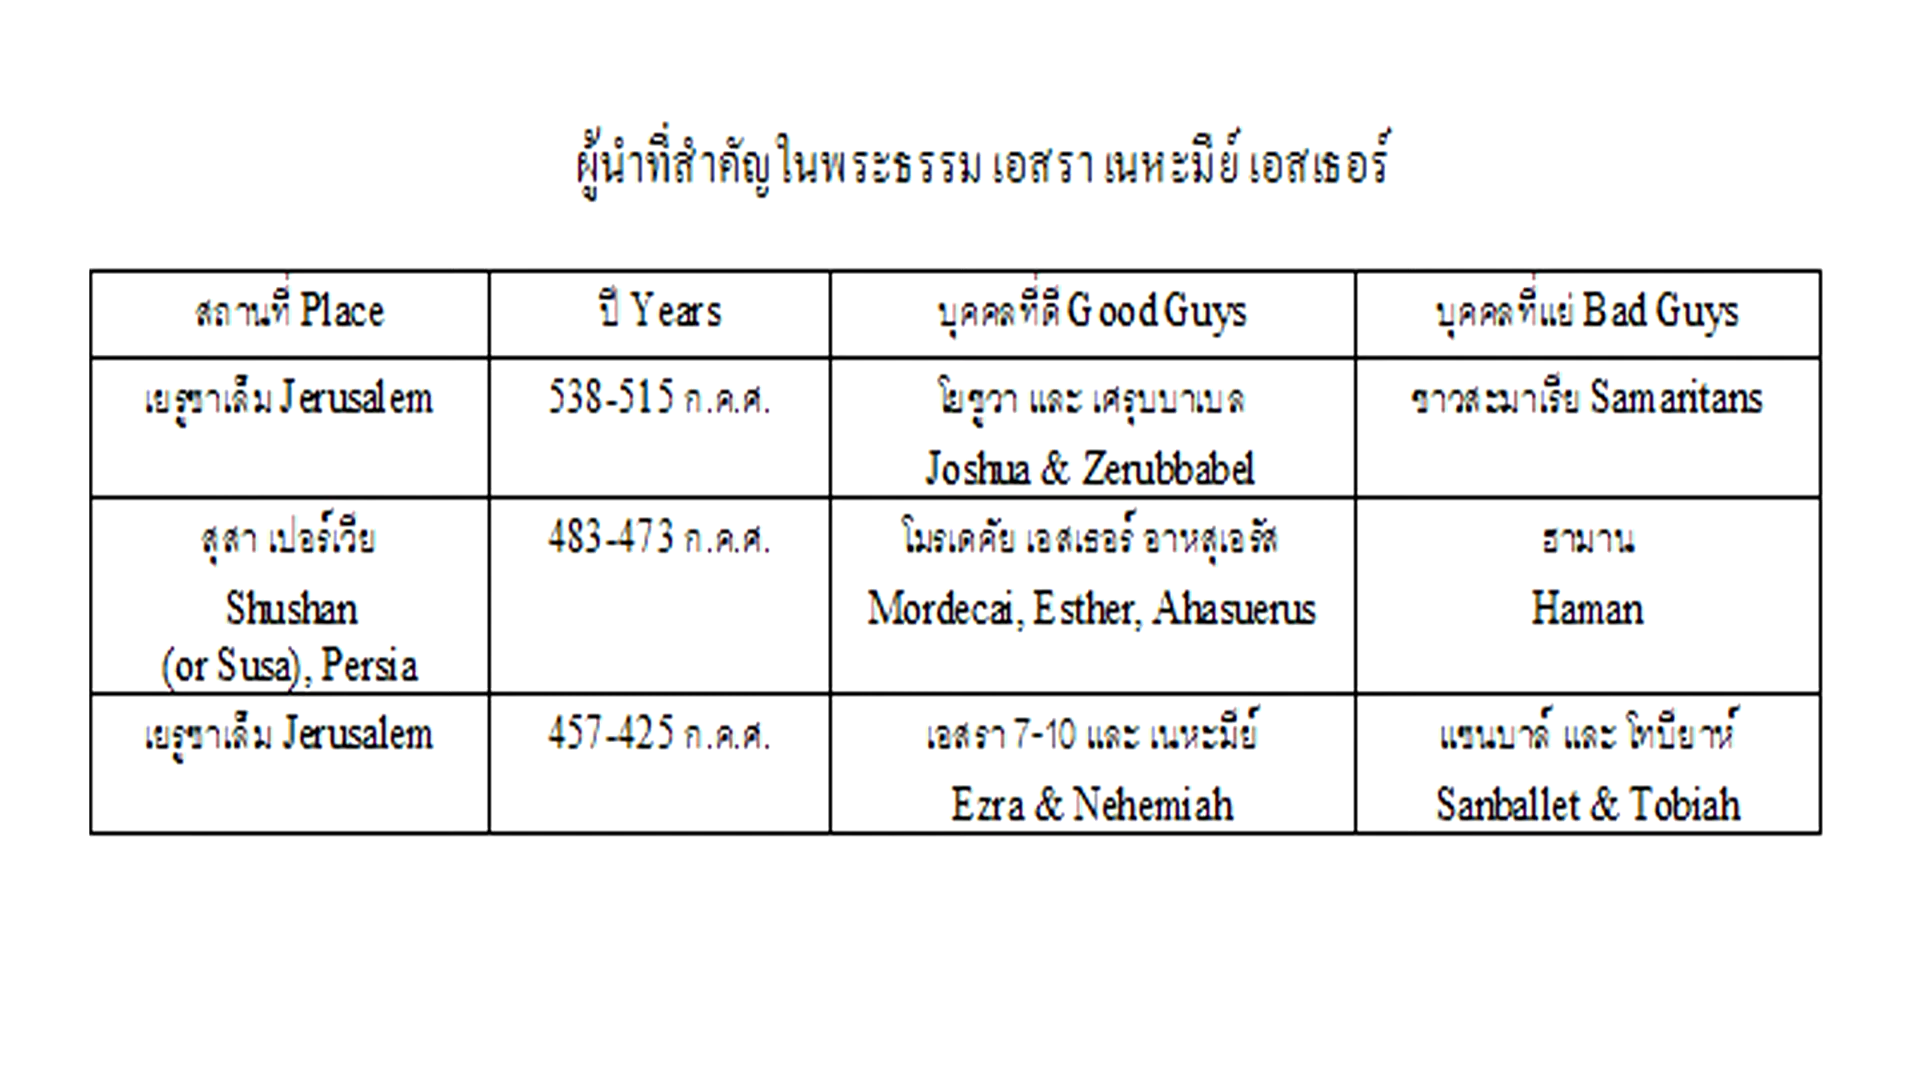 ผู้นำที่สำคัญ ในพระธรรม เอสรา เนหะมีย์ เอสเธอร์
สถานที่ Place
ปี Years
บุคคลที่ดี Good Guys
บุคคลที่แย่ Bad Guys
เยรูซาเล็ม Jerusalem
538-515 ก.ค.ศ.
โยชูวา และ เศรุบบาเบล
Joshua & Zerubbabel
ชาวสะมาเรีย Samaritans
สุสา เปอร์เวีย
Shushan
(or Susa), Persia
483-473 ก.ค.ศ.
โมรเดคัย เอสเธอร์ อาหสุเอรัส
Mordecai, Esther, Ahasuerus
ฮามาน
Haman
เยรูซาเล็ม Jerusalem
457-425 ก.ค.ศ.
เอสรา 7-10 และ เนหะมีย์
Ezra & Nehemiah
แซนบาล์ และ โทบียาห์
Sanballet & Tobiah